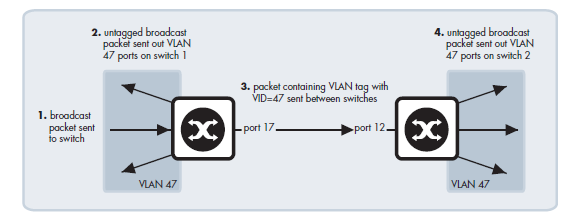 2. untagged broadcast
packet sent out VLAN
47 ports on switch 1
4. untagged broadcast
packet sent out VLAN
47 ports on switch 2
3. packet containing VLAN tag with
VID=47 sent between switches
1. broadcast
packet sent
to switch
port 17
port 12
VLAN 47
VLAN 47